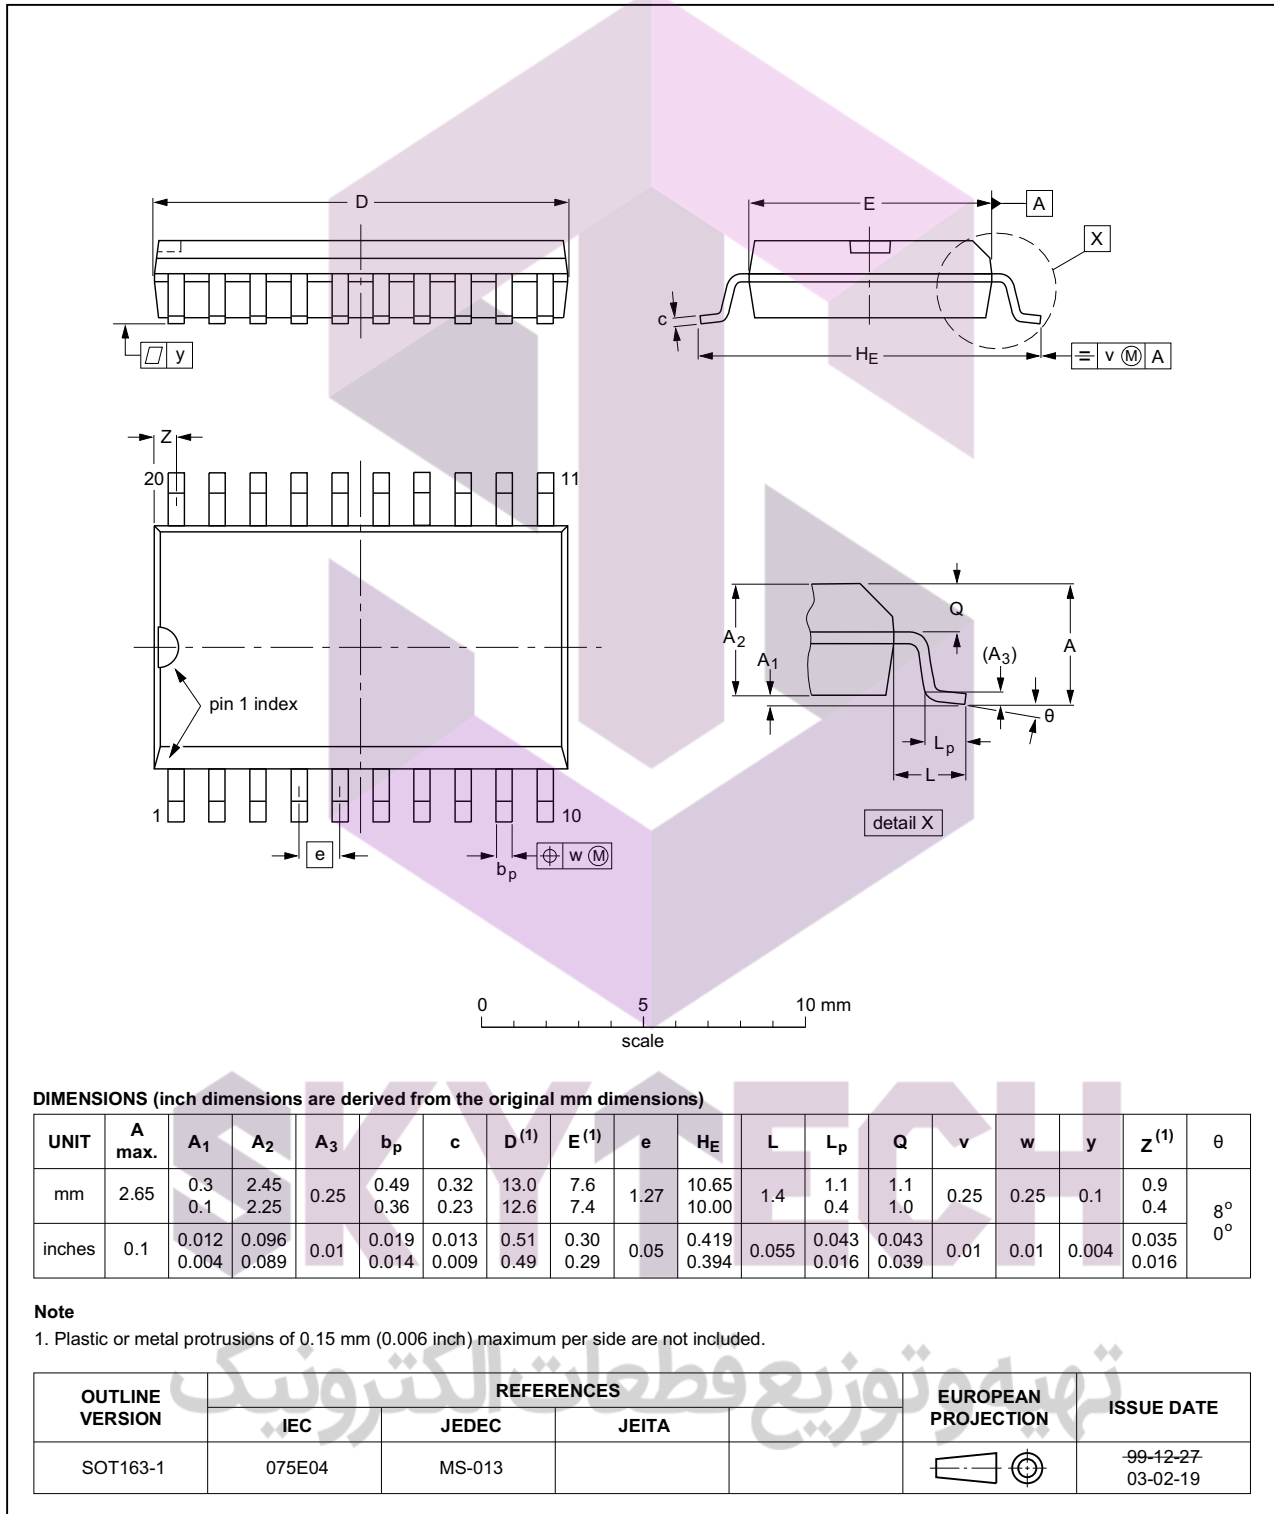 D
E
A
X
c
y
HE
v Ⓜ A
Z
20
11
pin 1 index
1
10
e
bp
w Ⓜ
Q
A2
A1
(A3)
A
θ
Lp
L
detail X
0 5 10 mm
scale
DIMENSIONS (inch dimensions are derived from the original mm dimensions)
UNIT A max. A1 A2 A3 bp c D(1) E(1) e HE L Lp Q v w y Z(1) θ
mm 2.65 0.3 0.1 2.45 2.25 0.25 0.49 0.36 0.32 0.23 13.0 12.6 7.6 7.4 1.27 10.65 10.00 1.4 1.1 0.4 1.1 1.0 0.25 0.25 0.1 0.9 0.4 8° 0°
inches 0.1 0.012 0.004 0.096 0.089 0.01 0.019 0.014 0.013 0.009 0.51 0.49 0.30 0.29 0.05 0.419 0.394 0.055 0.043 0.016 0.043 0.039 0.01 0.01 0.004 0.035 0.016
SKYTECH
Note
1. Plastic or metal protrusions of 0.15 mm (0.006 inch) maximum per side are not included.
تهیه و توزیع قطعات الکترونیک
OUTLINE VERSION REFERENCES EUROPEAN PROJECTION ISSUE DATE
IEC JEDEC JEITA
SOT163-1 075E04 MS-013 99-12-27
03-02-19